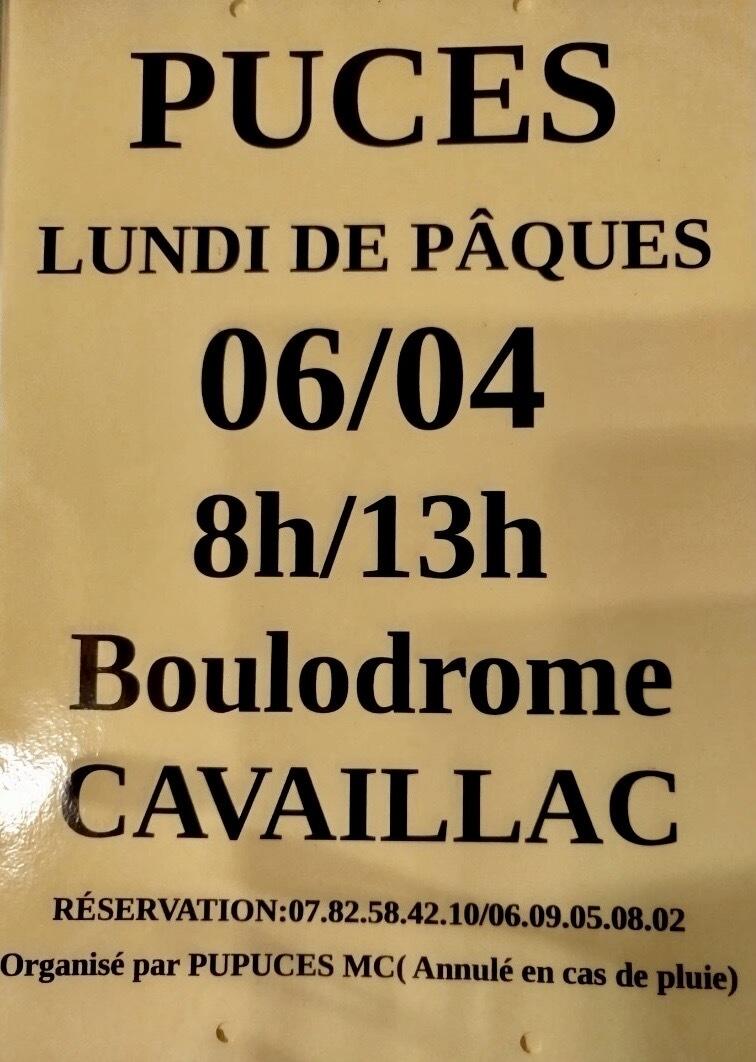 PUCES
LUNDI DE PÂQUES
06/04
8h/13h
Boulodrome
CAVAILLAC
RÉSERVATION:07.82.58.42.10/06.09.05.08.02
Organisé par PUPUCES MC( Annulé en cas de pluie)